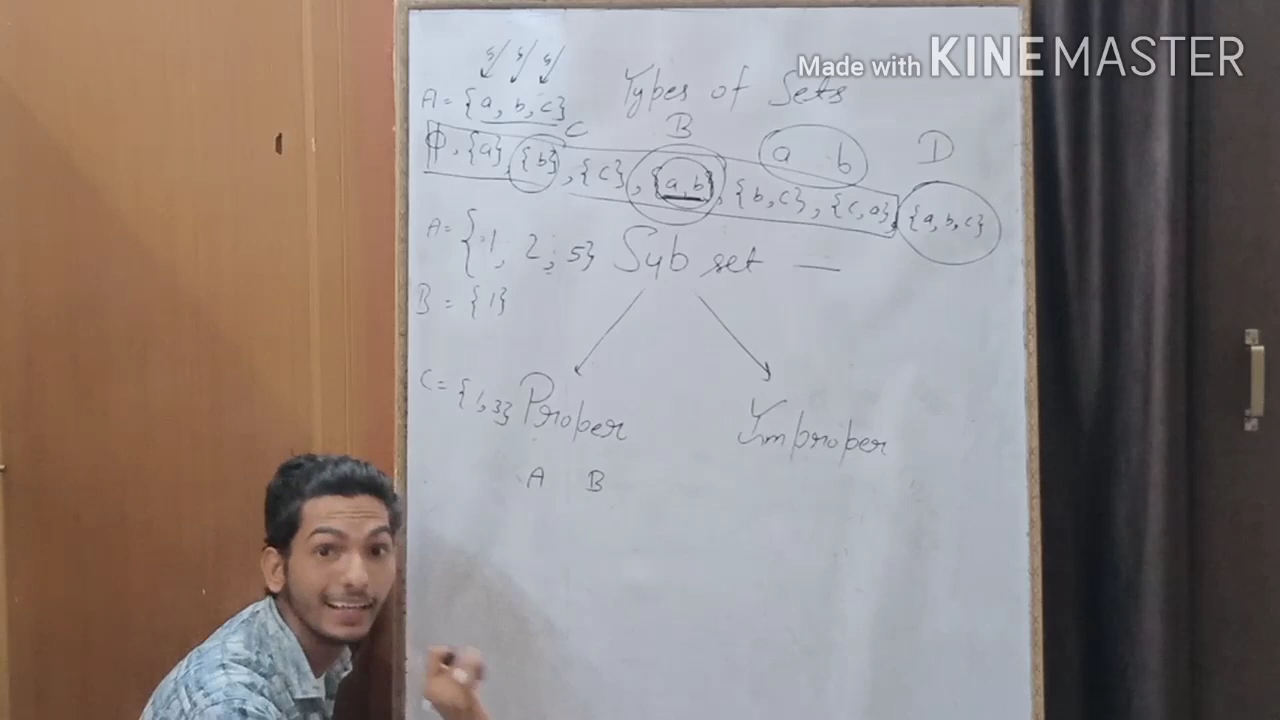 Made with KINEMASTER
Types of Sets
A = {a, b, c}
C B a b D
ϕ, {a}, {b}, {c}, {a, b}, {b, c}, {c, a}, {a, b, c}
A = {1, 2, 5} Sub set —
B = {1}
C = {1, 3} Proper Improper
A B